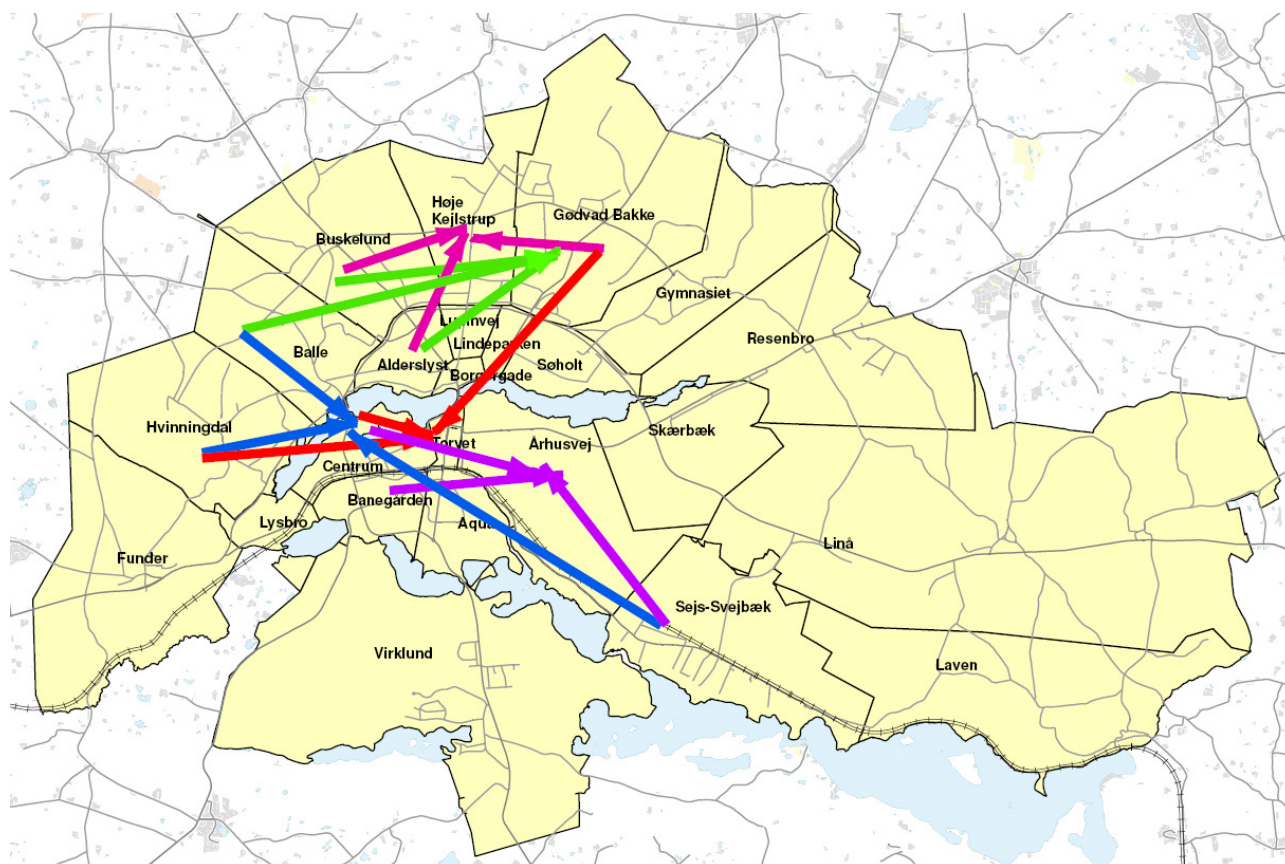 Høje
Kejlstrup
Gødvad Bakke
Buskelund
Gymnasiet
Resenbro
Lindeparken
Balle
Alderslyst
Søholt
Borgergade
Hvinningdal
Skærbæk
Torvet
Århusvej
Centrum
Banegården
Lysbro
Funder
Linå
Sejs-Svejbæk
Virklund
Laven